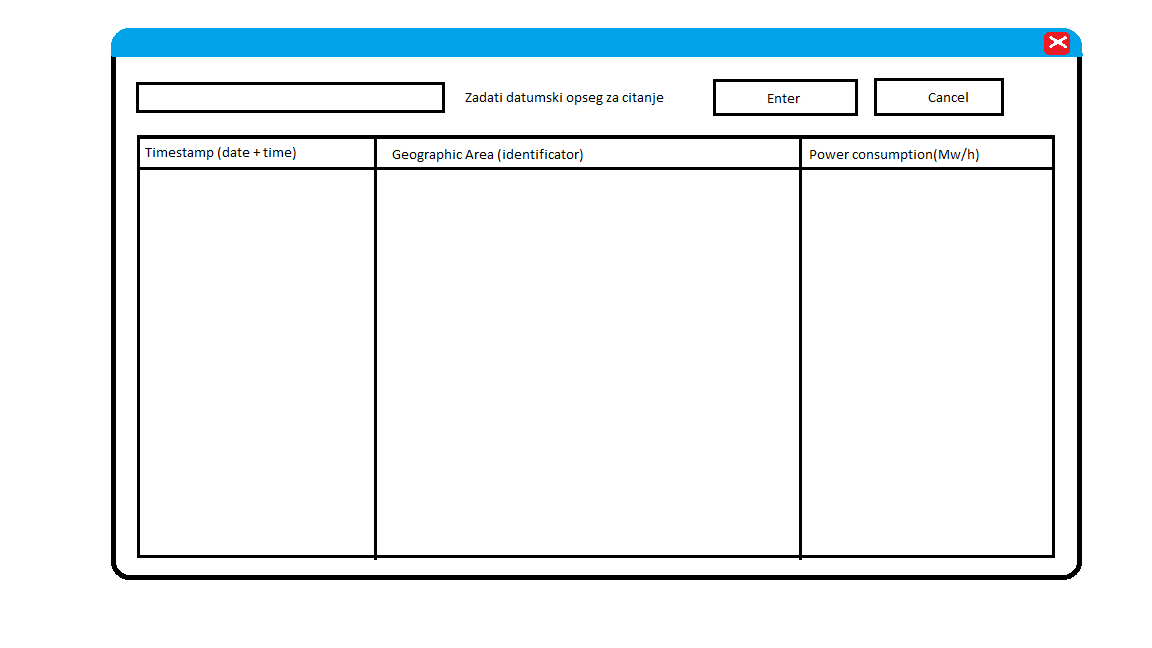 Zadati datumski opseg za citanje
Enter
Cancel
Timestamp (date + time)
Geographic Area (identificator)
Power consumption(Mw/h)